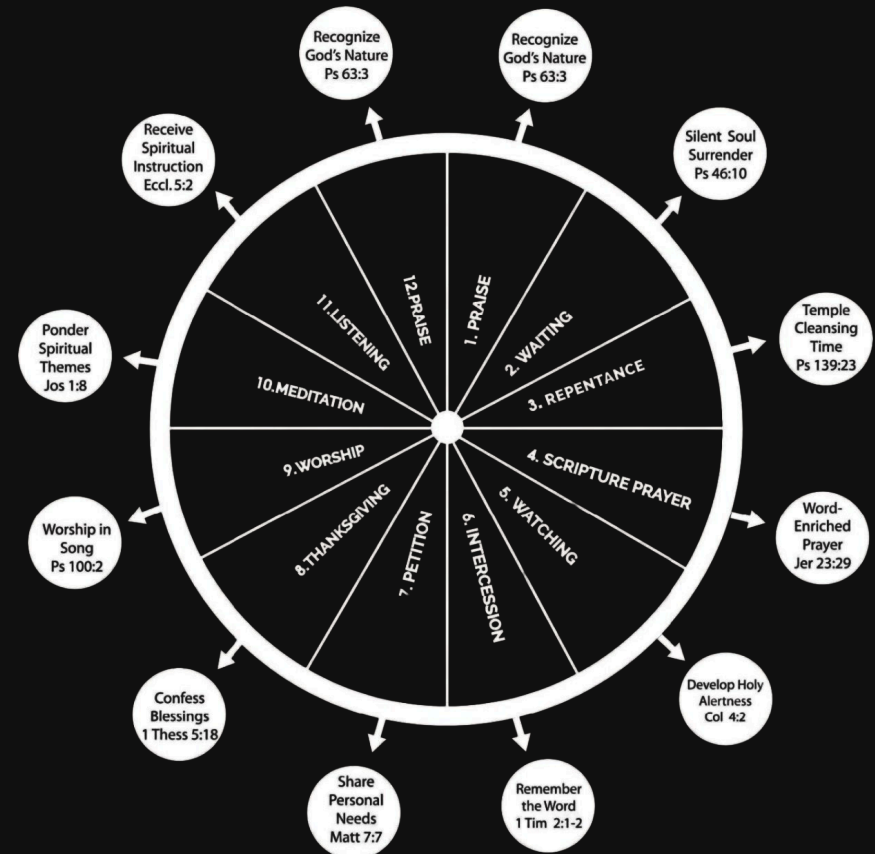 Recognize
God's Nature
Ps 63:3
Recognize
God's Nature
Ps 63:3
Silent Soul
Surrender
Ps 46:10
Temple
Cleansing
Time
Ps 139:23
Word-
Enriched
Prayer
Jer 23:29
Develop Holy
Alertness
Col 4:2
Remember
the Word
1 Tim 2:1-2
Share
Personal
Needs
Matt 7:7
Confess
Blessings
1 Thess 5:18
Worship in
Song
Ps 100:2
Ponder
Spiritual
Themes
Jos 1:8
Receive
Spiritual
Instruction
Eccl. 5:2
1. PRAISE
2. WAITING
3. REPENTANCE
4. SCRIPTURE PRAYER
5. WATCHING
6. INTERCESSION
7. PETITION
8.THANKSGIVING
9.WORSHIP
10.MEDITATION
11.LISTENING
12.PRAISE